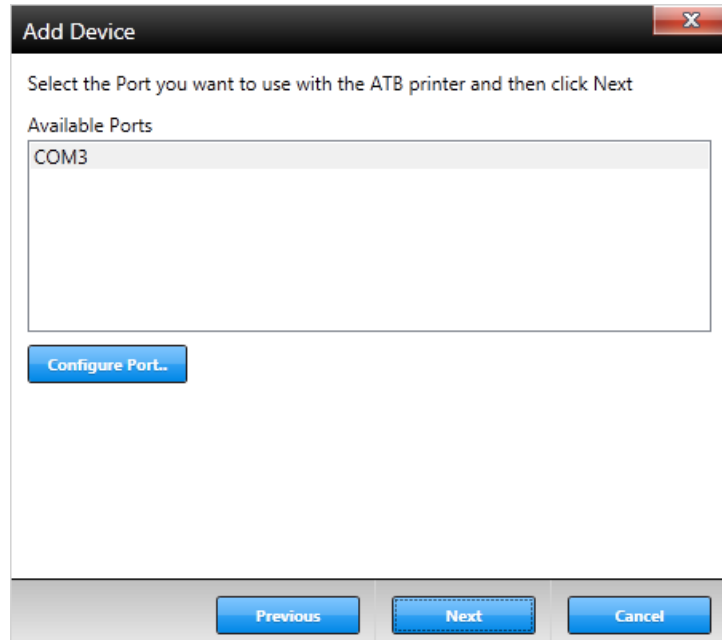 Add Device
Select the Port you want to use with the ATB printer and then click Next
Available Ports
COM3
Configure Port..
Previous
Next
Cancel